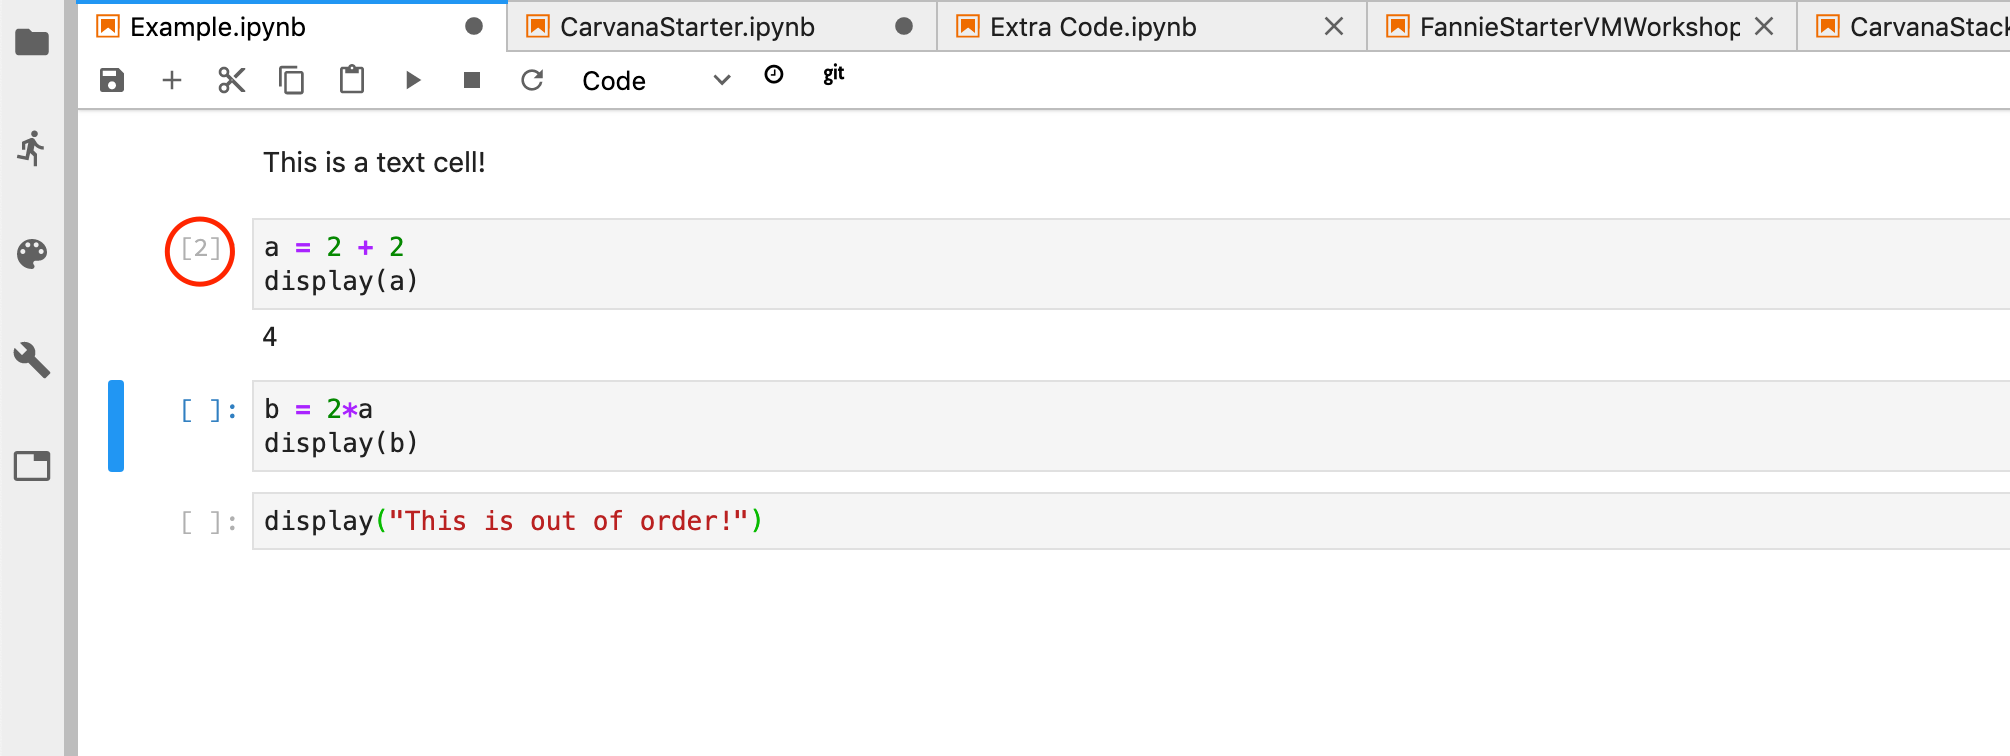 Example.ipynb
CarvanaStarter.ipynb
Extra Code.ipynb
FannieStarterVMWorkshop
CarvanaStack
Code
git
This is a text cell!
[2]
a = 2 + 2
display(a)
4
[ ]:
b = 2*a
display(b)
[ ]:
display("This is out of order!")